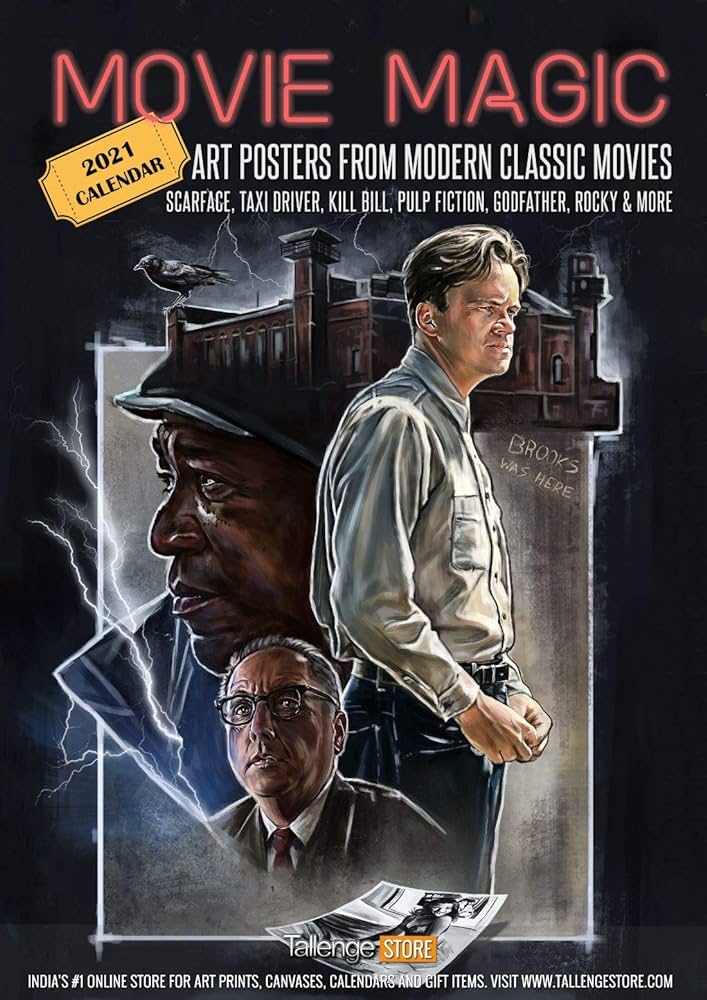 MOVIE MAGIC
2021
CALENDAR
ART POSTERS FROM MODERN CLASSIC MOVIES
SCARFACE, TAXI DRIVER, KILL BILL, PULP FICTION, GODFATHER, ROCKY & MORE
BROOKS
WAS HERE
Tallenge STORE
INDIA'S #1 ONLINE STORE FOR ART PRINTS, CANVASES, CALENDARS AND GIFT ITEMS. VISIT WWW.TALLENGESTORE.COM